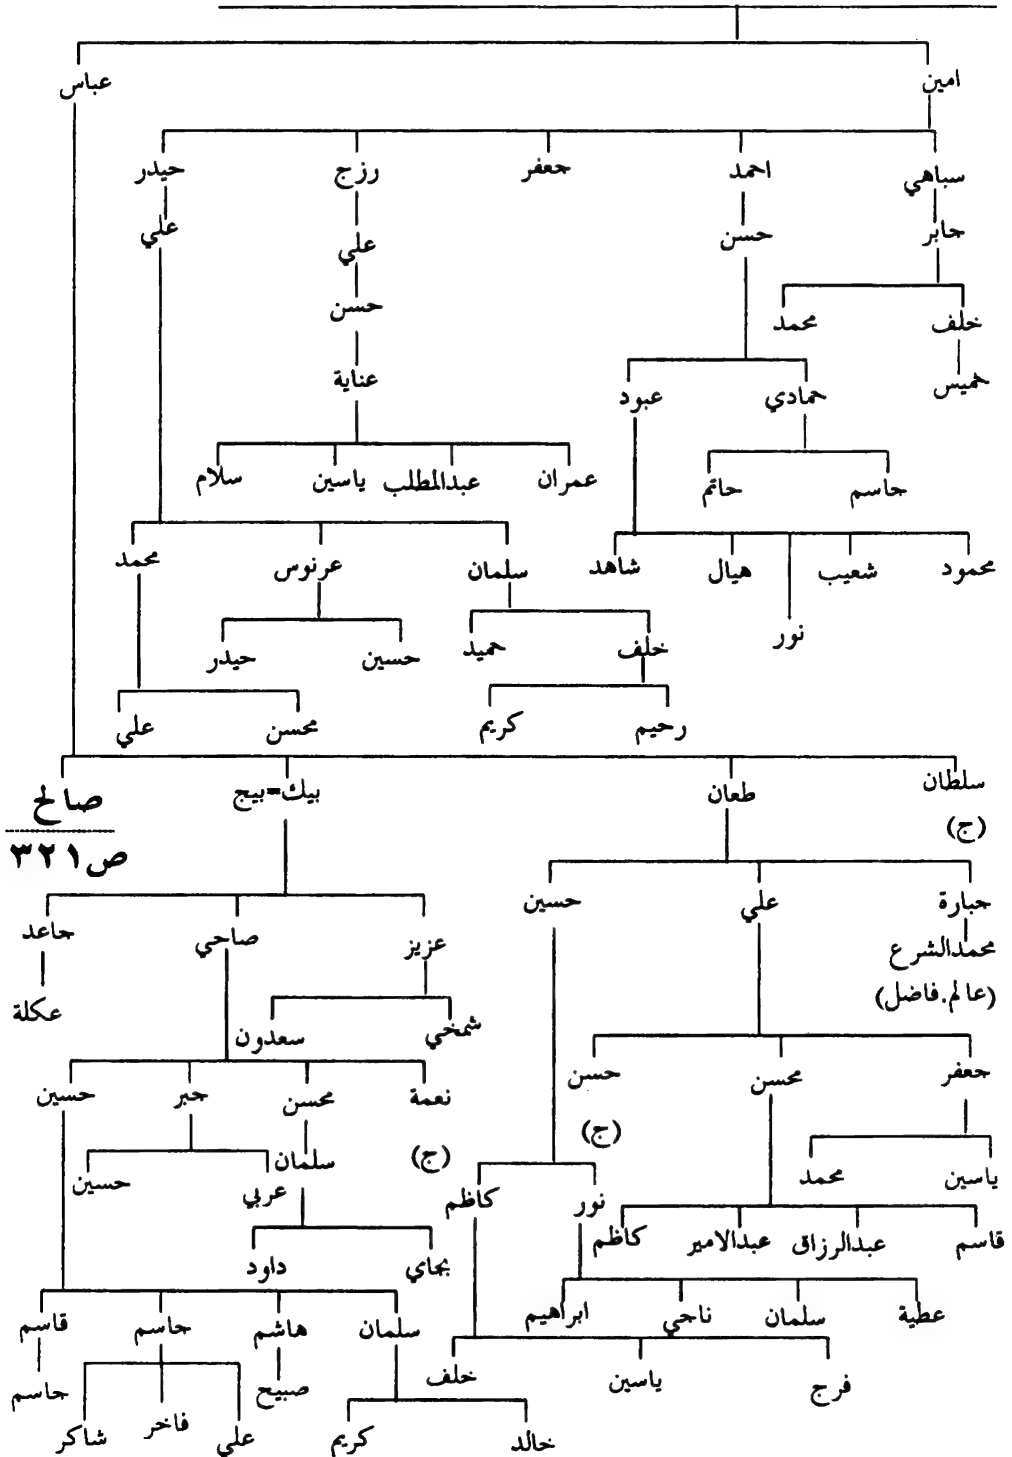 امين عباس
سباهي احمد جعفر رزج حيدر
جابر حسن علي علي
خلف محمد حسن
خميس حمادي عبود عناية
جاسم حاتم عمران عبدالمطلب ياسين سلام
محمود شعيب هيال شاهد سلمان عرنوس محمد
نور خلف حميد حسين حيدر
رحيم كريم محسن علي
سلطان طعان بيك=بيج صالح
(ج) ص٣٢١
جبارة علي حسين عزيز صاحي جاعد
محمدالشرع
(عالم.فاضل) شمخي سعدون عكلة
جعفر محسن حسن نعمة محسن جبر حسين
(ج) (ج)
ياسين محمد نور كاظم سلمان عربي حسين
قاسم عبدالرزاق عبدالامير كاظم بجاي داود
عطية سلمان ناجي ابراهيم سلمان هاشم جاسم قاسم
فرج ياسين خلف صبيح جاسم
خالد كريم علي فاخر شاكر